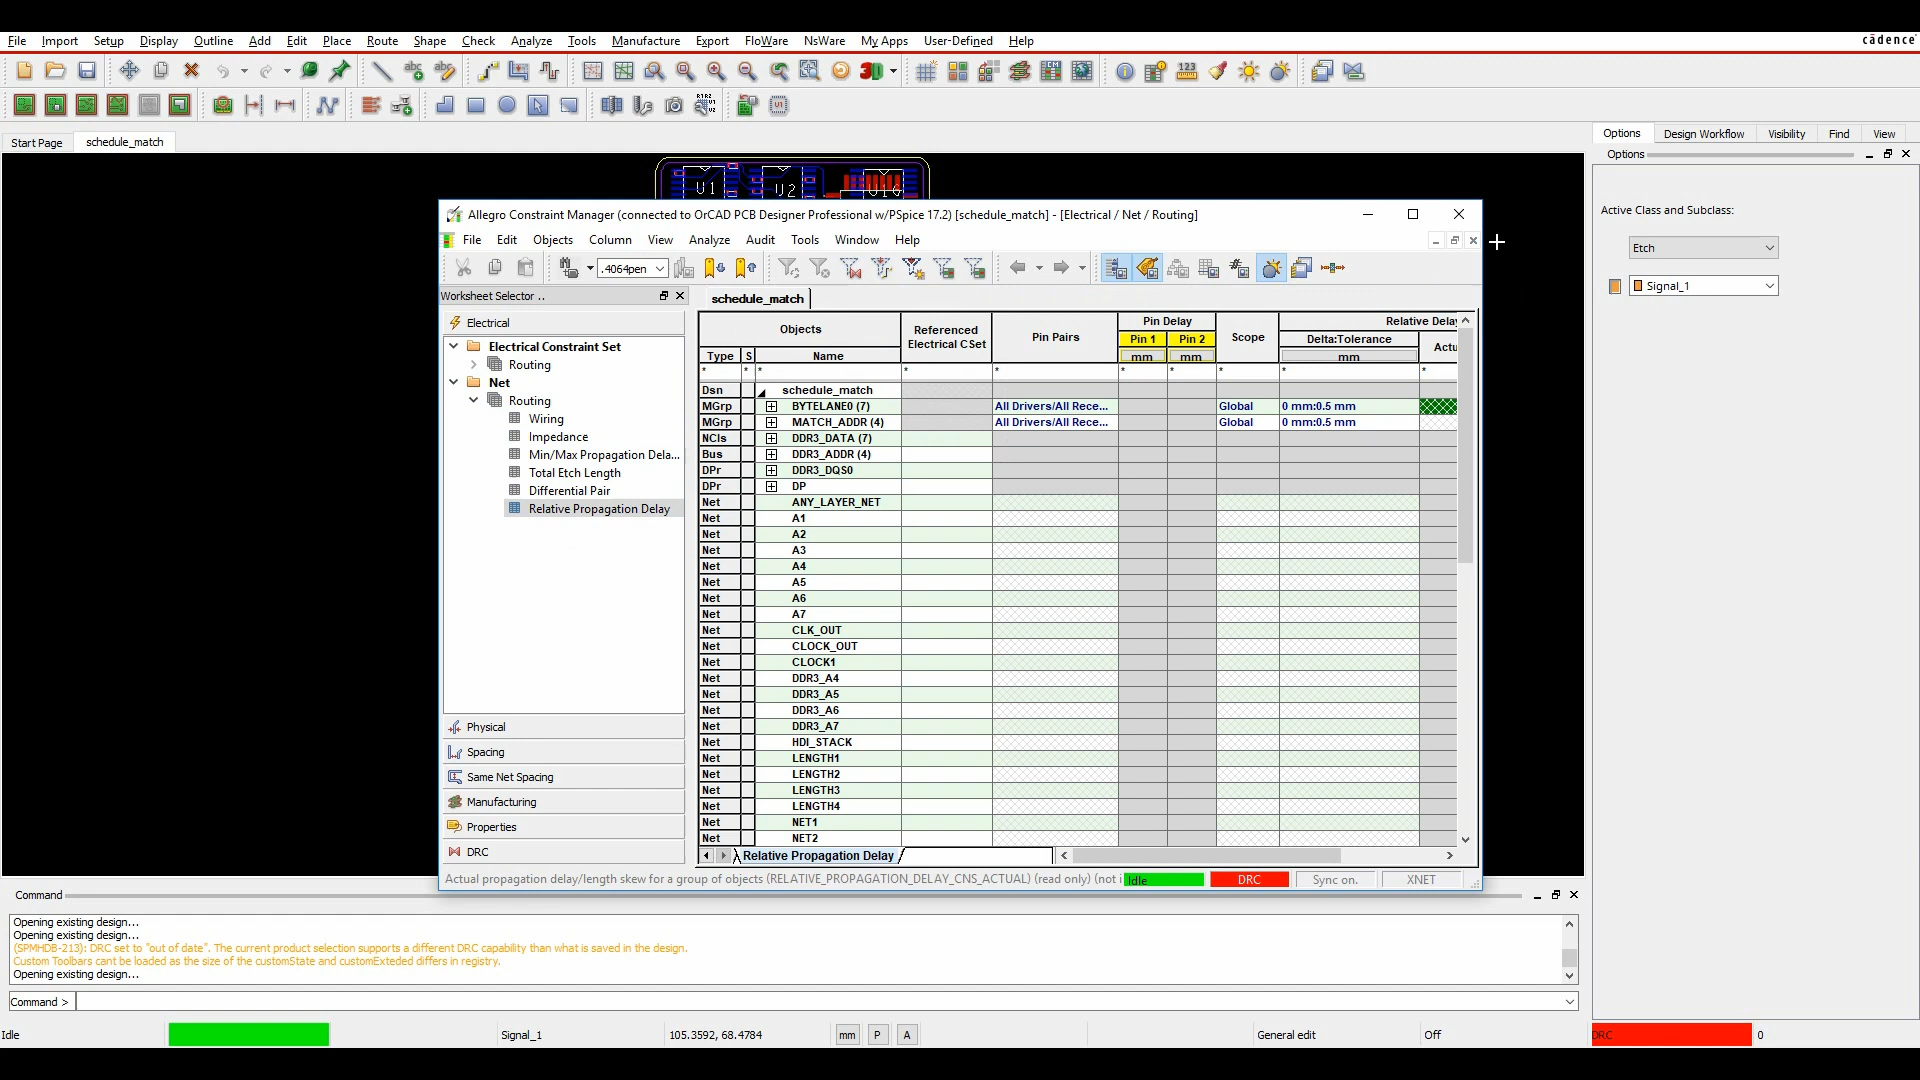 File Import Setup Display Outline Add Edit Place Route Shape Check Analyze Tools Manufacture Export FloWare NsWare My Apps User-Defined Help
cādence
Start Page schedule_match
Options Design Workflow Visibility Find View
Options
Active Class and Subclass:
Etch
Signal_1
U1 U2
Allegro Constraint Manager (connected to OrCAD PCB Designer Professional w/PSpice 17.2) [schedule_match] - [Electrical / Net / Routing]
File Edit Objects Column View Analyze Audit Tools Window Help
.4064pen
Worksheet Selector ..
Electrical
Electrical Constraint Set
Routing
Net
Routing
Wiring
Impedance
Min/Max Propagation Dela...
Total Etch Length
Differential Pair
Relative Propagation Delay
Physical
Spacing
Same Net Spacing
Manufacturing
Properties
DRC
schedule_match
Objects Referenced Electrical CSet Pin Pairs Pin Delay Scope Relative Delay
Pin 1 Pin 2 Delta:Tolerance Actu
Type S Name mm mm mm
* * * * * * * * * *
Dsn schedule_match
MGrp BYTELANE0 (7) All Drivers/All Rece... Global 0 mm:0.5 mm
MGrp MATCH_ADDR (4) All Drivers/All Rece... Global 0 mm:0.5 mm
NCls DDR3_DATA (7)
Bus DDR3_ADDR (4)
DPr DDR3_DQS0
DPr DP
Net ANY_LAYER_NET
Net A1
Net A2
Net A3
Net A4
Net A5
Net A6
Net A7
Net CLK_OUT
Net CLOCK_OUT
Net CLOCK1
Net DDR3_A4
Net DDR3_A5
Net DDR3_A6
Net DDR3_A7
Net HDI_STACK
Net LENGTH1
Net LENGTH2
Net LENGTH3
Net LENGTH4
Net NET1
Net NET2
Relative Propagation Delay
Actual propagation delay/length skew for a group of objects (RELATIVE_PROPAGATION_DELAY_CNS_ACTUAL) (read only) (not i Idle DRC Sync on. XNET
Command
Opening existing design...
Opening existing design...
(SPMHDB-213): DRC set to "out of date". The current product selection supports a different DRC capability than what is saved in the design.
Custom Toolbars cant be loaded as the size of the customState and customExteded differs in registry.
Opening existing design...
Command >
Idle Signal_1 105.3592, 68.4784 mm P A General edit Off DRC 0